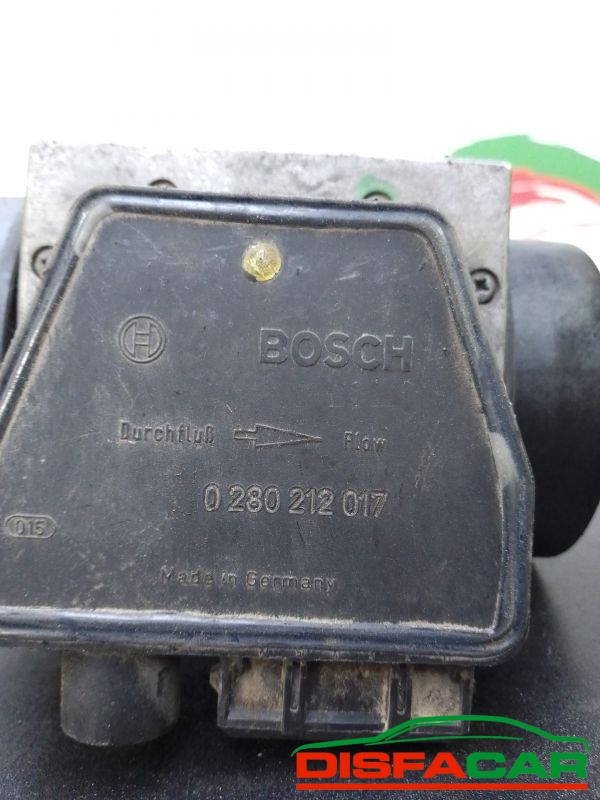 BOSCH
Durchfluß Flow
0 280 212 017
015
Made in Germany
DISFACAR